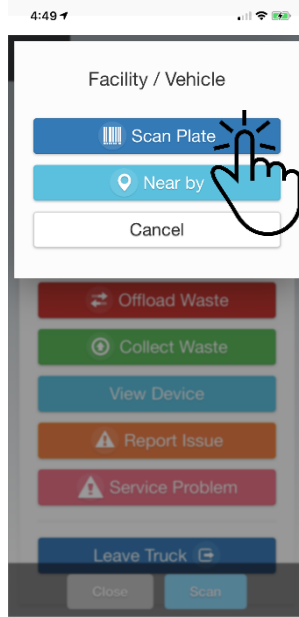 4:49
Facility / Vehicle
Scan Plate
Near by
Cancel
Offload Waste
Collect Waste
View Device
Report Issue
Service Problem
Leave Truck
Close
Scan